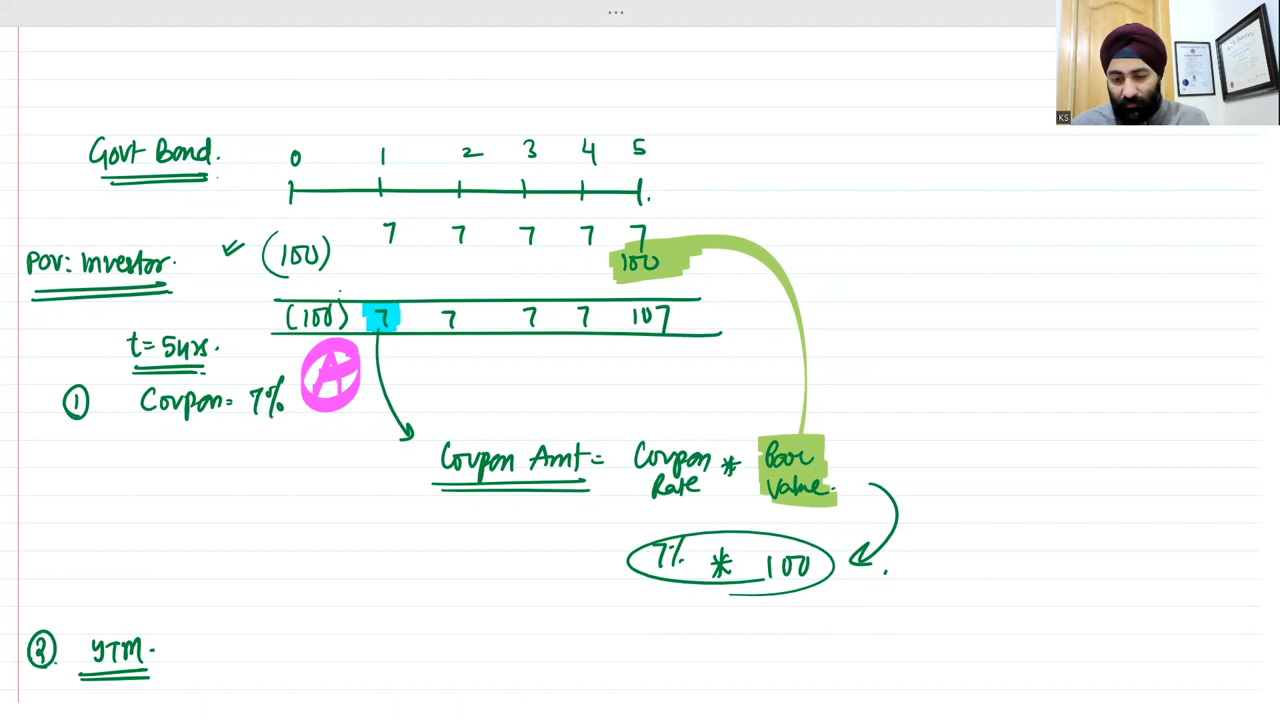 Govt Bond.
0 1 2 3 4 5
7 7 7 7 7
(100)
100
POV: Investor.
(100) 7 7 7 7 107
t = 5yrs.
A
① Coupon = 7%
Coupon Amt = Coupon Rate * Par Value.
7% * 100
② YTM.
KS